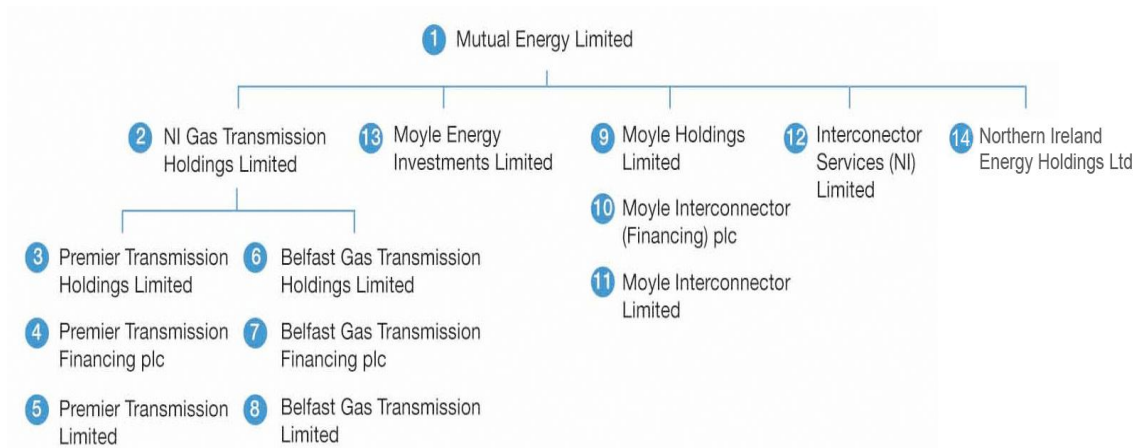 1 Mutual Energy Limited
2 NI Gas Transmission
Holdings Limited
13 Moyle Energy
Investments Limited
9 Moyle Holdings
Limited
12 Interconector
Services (NI)
Limited
14 Northern Ireland
Energy Holdings Ltd
10 Moyle Interconnector
(Financing) plc
11 Moyle Interconnector
Limited
3 Premier Transmission
Holdings Limited
6 Belfast Gas Transmission
Holdings Limited
4 Premier Transmission
Financing plc
7 Belfast Gas Transmission
Financing plc
5 Premier Transmission
Limited
8 Belfast Gas Transmission
Limited